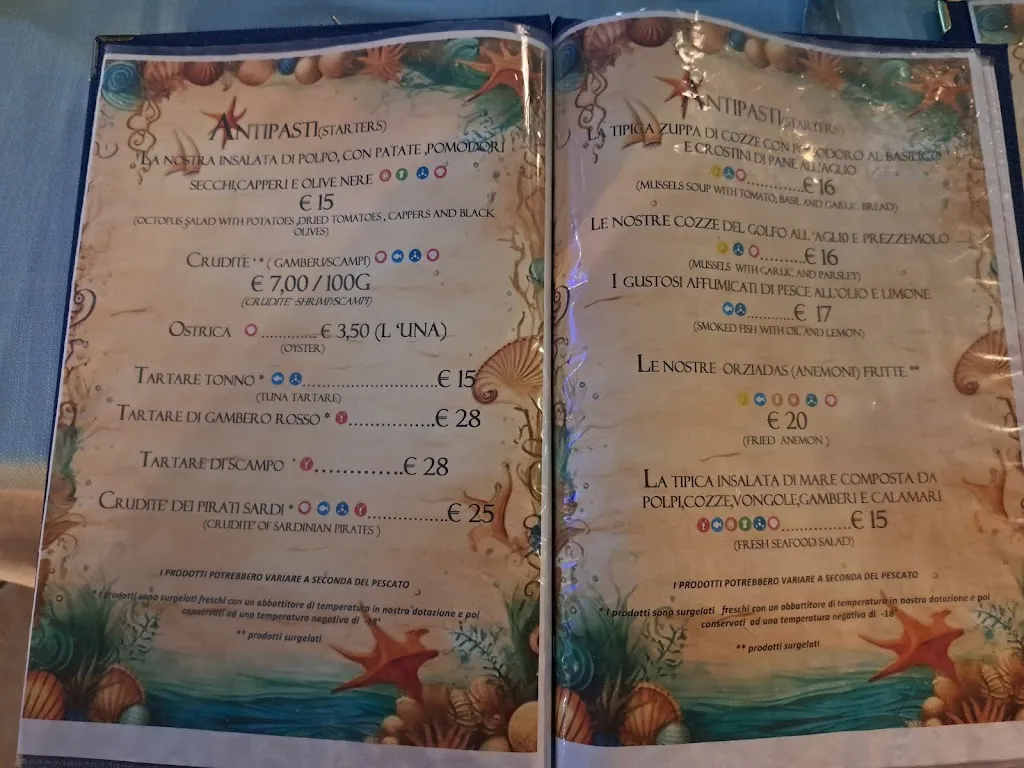 ANTIPASTI(STARTERS)
LA NOSTRA INSALATA DI POLPO, CON PATATE ,POMODORI
SECCHI,CAPPERI E OLIVE NERE
€ 15
(OCTOPUS SALAD WITH POTATOES ,DRIED TOMATOES , CAPPERS AND BLACK
OLIVES)
CRUDITE' ** ( GAMBERI/SCAMPI)
€ 7,00 / 100G
(CRUDITE' SHRIMP/SCAMPI)
OSTRICA .............. € 3,50 (L 'UNA)
(OYSTER)
TARTARE TONNO *..............................€ 15
(TUNA TARTARE)
TARTARE DI GAMBERO ROSSO *................€ 28
TARTARE DI SCAMPO *.............€ 28
CRUDITE' DEI PIRATI SARDI *.................€ 25
(CRUDITE' OF SARDINIAN PIRATES )
I PRODOTTI POTREBBERO VARIARE A SECONDA DEL PESCATO
* I prodotti sono surgelati freschi con un abbattitore di temperatura in nostra dotazione e poi
conservati ad una temperatura negativa di -18°
** prodotti surgelati
ANTIPASTI(STARTERS)
LA TIPICA ZUPPA DI COZZE CON POMODORO AL BASILICO
E CROSTINI DI PANE ALL'AGLIO
.............€ 16
(MUSSELS SOUP WITH TOMATO, BASIL AND GARLIC BREAD)
LE NOSTRE COZZE DEL GOLFO ALL 'AGLIO E PREZZEMOLO
...........€ 16
(MUSSELS WITH GARLIC AND PARSLEY)
I GUSTOSI AFFUMICATI DI PESCE ALL'OLIO E LIMONE
...........€ 17
(SMOKED FISH WITH OIL AND LEMON)
LE NOSTRE ORZIADAS (ANEMONI) FRITTE **
€ 20
(FRIED ANEMON )
LA TIPICA INSALATA DI MARE COMPOSTA DA
POLPI,COZZE,VONGOLE,GAMBERI E CALAMARI
.................€ 15
(FRESH SEAFOOD SALAD)
I PRODOTTI POTREBBERO VARIARE A SECONDA DEL PESCATO
* I prodotti sono surgelati freschi con un abbattitore di temperatura in nostra dotazione e poi
conservati ad una temperatura negativa di -18°
** prodotti surgelati